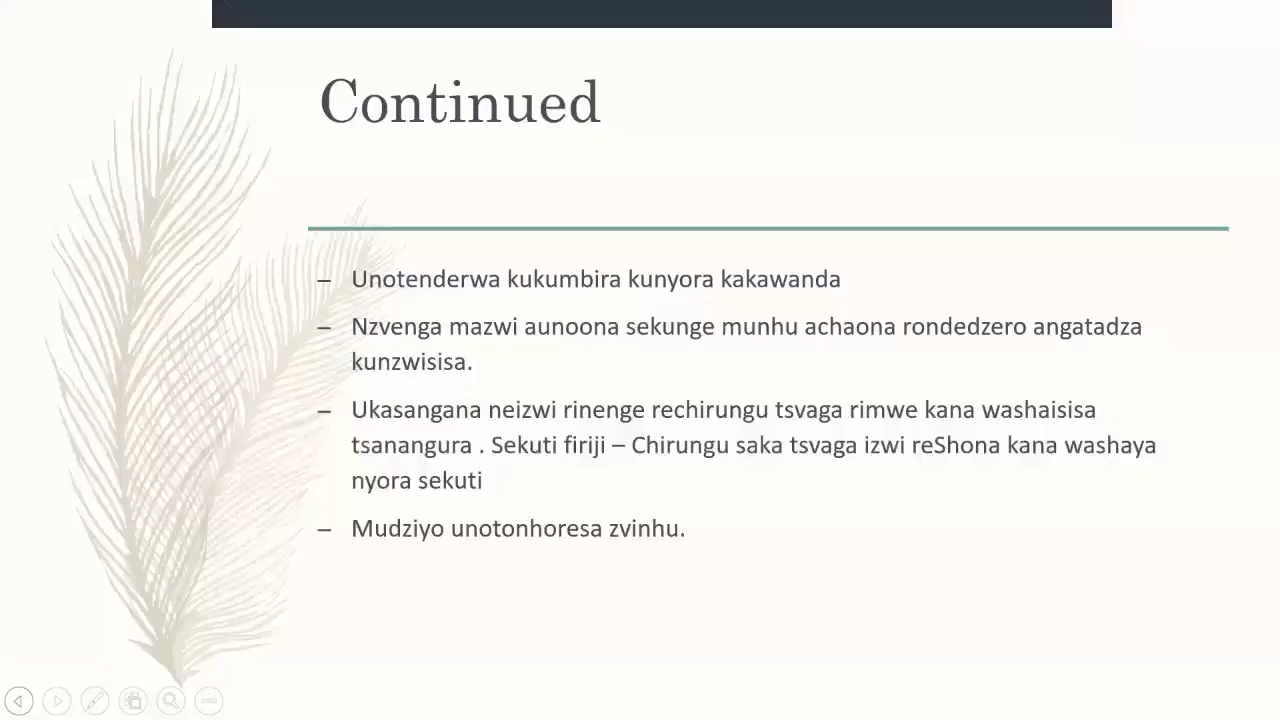 Continued
– Unotenderwa kukumbira kunyora kakawanda
– Nzvenga mazwi aunoona sekunge munhu achaona rondedzero angatadza
kunzwisisa.
– Ukasangana neizwi rinenge rechirungu tsvaga rimwe kana washaisisa
tsanangura . Sekuti firiji – Chirungu saka tsvaga izwi reShona kana washaya
nyora sekuti
– Mudziyo unotonhoresa zvinhu.